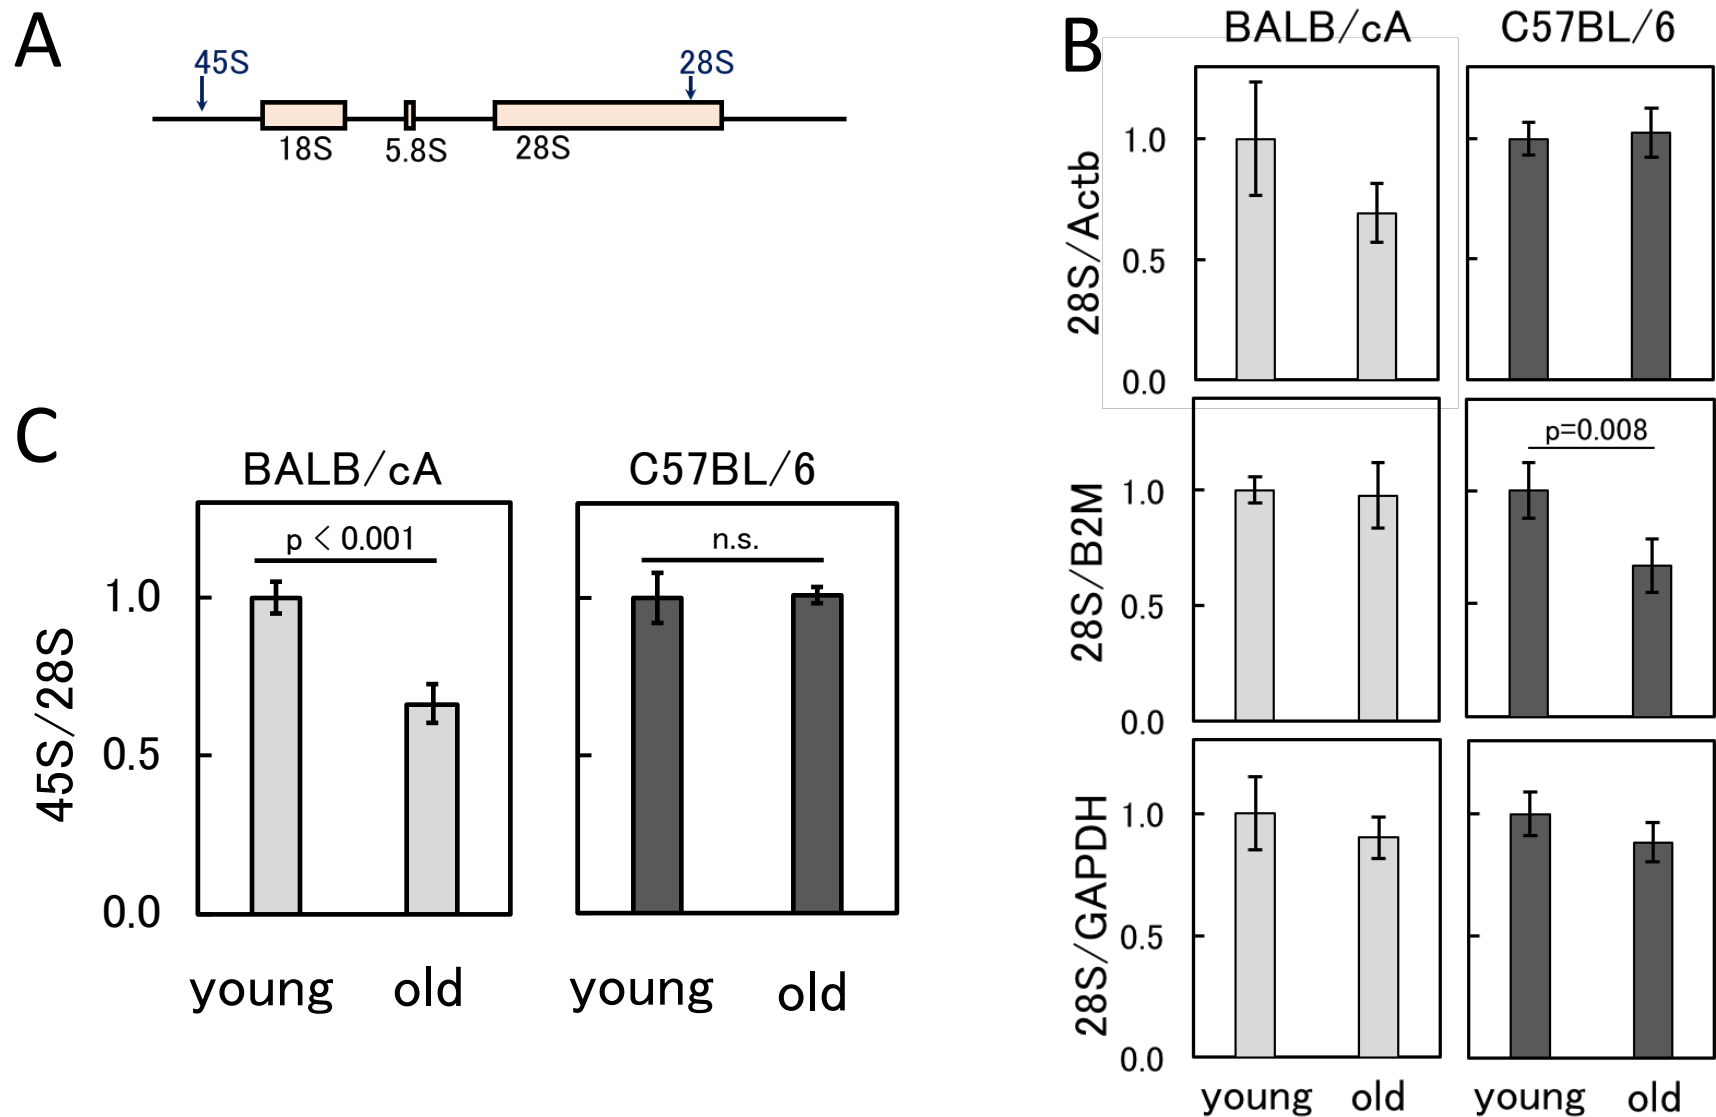 A
45S
28S
18S
5.8S
28S
B
BALB/cA
C57BL/6
28S/Actb
1.0
0.5
0.0
28S/B2M
1.0
0.5
0.0
p=0.008
28S/GAPDH
1.0
0.5
0.0
young
old
young
old
C
BALB/cA
C57BL/6
45S/28S
1.0
0.5
0.0
p < 0.001
n.s.
young
old
young
old